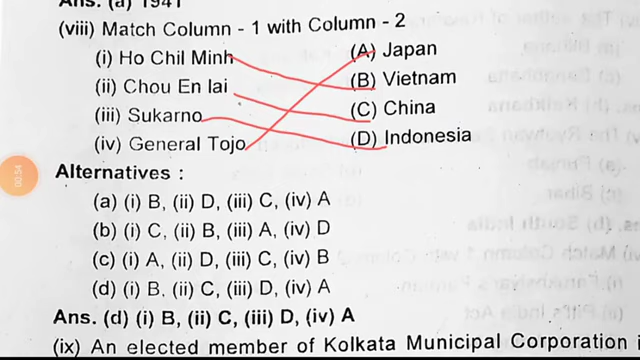 Ans. (a) 1941
(viii) Match Column - 1 with Column - 2
(i) Ho Chil Minh (A) Japan
(ii) Chou En lai (B) Vietnam
(iii) Sukarno (C) China
(iv) General Tojo (D) Indonesia
00:54
Alternatives :
(a) (i) B, (ii) D, (iii) C, (iv) A
(b) (i) C, (ii) B, (iii) A, (iv) D
(c) (i) A, (ii) D, (iii) C, (iv) B
(d) (i) B, (ii) C, (iii) D, (iv) A
Ans. (d) (i) B, (ii) C, (iii) D, (iv) A
(ix) An elected member of Kolkata Municipal Corporation